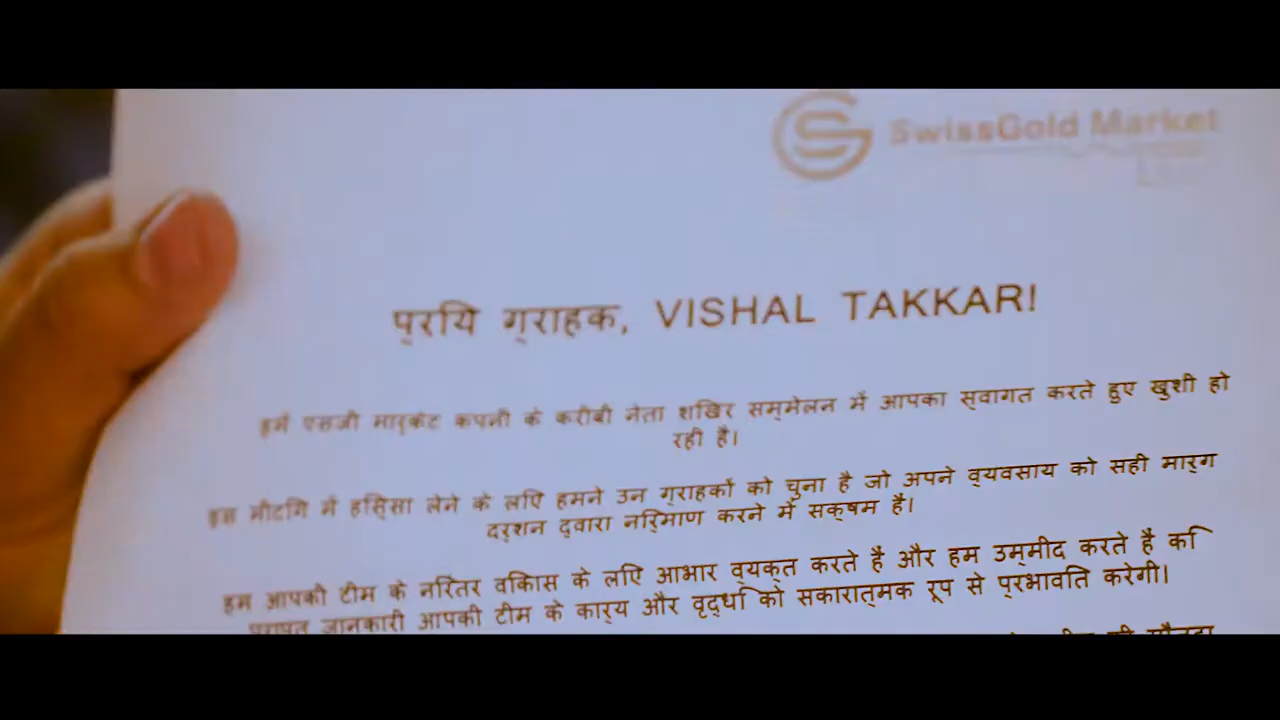 प्रयि ग्राहक, VISHAL TAKKAR!
SwissGold Market
हमें एसजी मार्केट कंपनी के करीबी नेता शखिर सम्मेलन में आपका स्वागत करते हुए खुशी हो
रही है।
इस मीटगि में हसि्सा लेने के लएि हमने उन ग्राहकों को चुना है जो अपने व्यवसाय को सही मार्ग
दर्शन द्वारा नरि्माण करने में सक्षम है।
हम आपकी टीम के नरितर वकिास के लएि आभार व्यक्त करते है और हम उम्मीद करते है कि
जानकारी आपकी टीम के कार्य और वृद्धि को सकारात्मक रूप से प्रभावति करेगी।